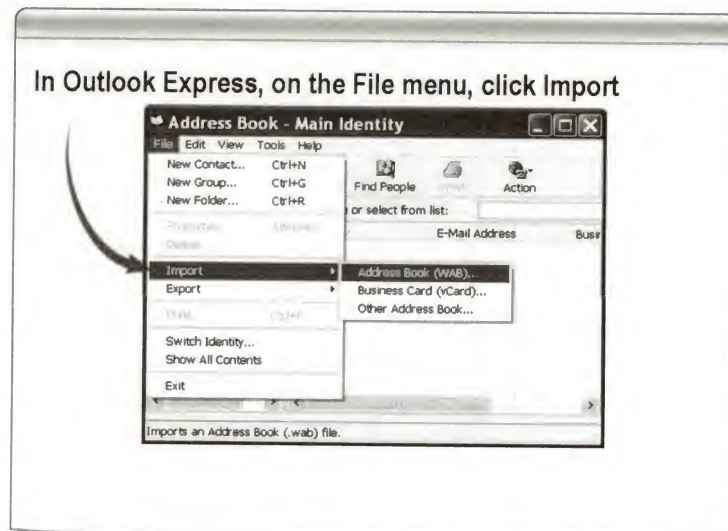 In Outlook Express, on the File menu, click Import
Address Book - Main Identity
File Edit View Tools Help
New Contact... Ctrl+N
New Group... Ctrl+G
New Folder... Ctrl+R
Find People
Action
or select from list:
E-Mail Address
Import
Address Book (WAB)...
Export
Business Card (vCard)...
Other Address Book...
Switch Identity...
Show All Contents
Exit
Imports an Address Book (.wab) file.